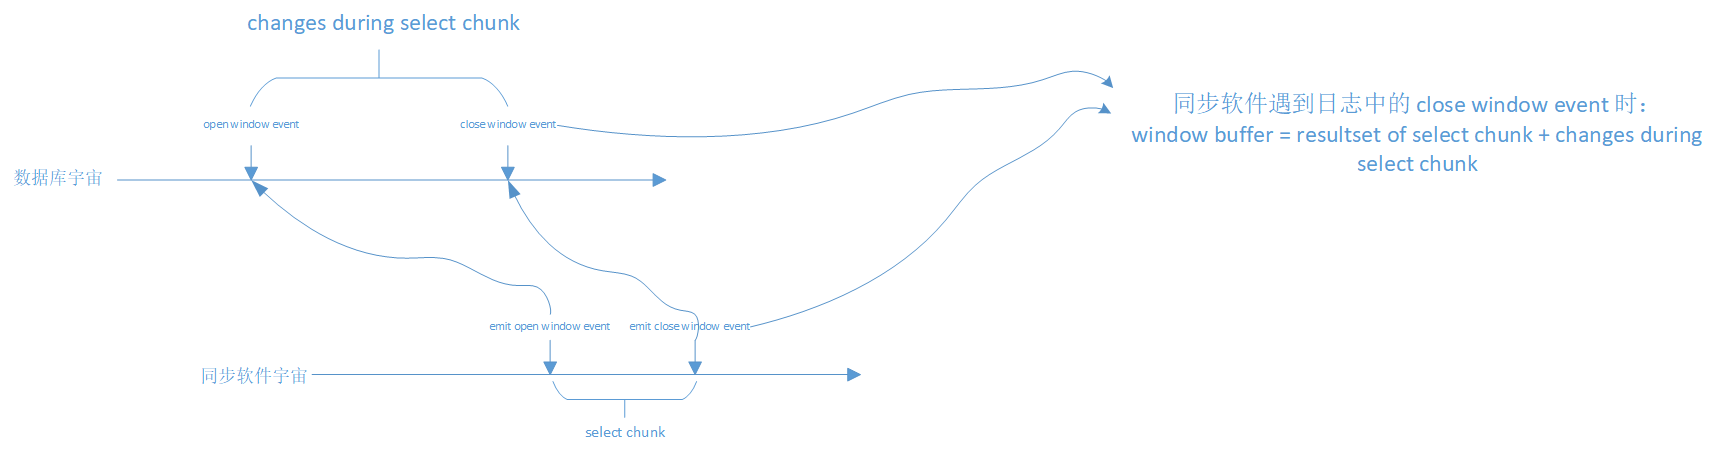 changes during select chunk
open window event
close window event
同步软件遇到日志中的 close window event 时：
window buffer = resultset of select chunk + changes during
select chunk
数据库宇宙
emit open window event
emit close window event
同步软件宇宙
select chunk